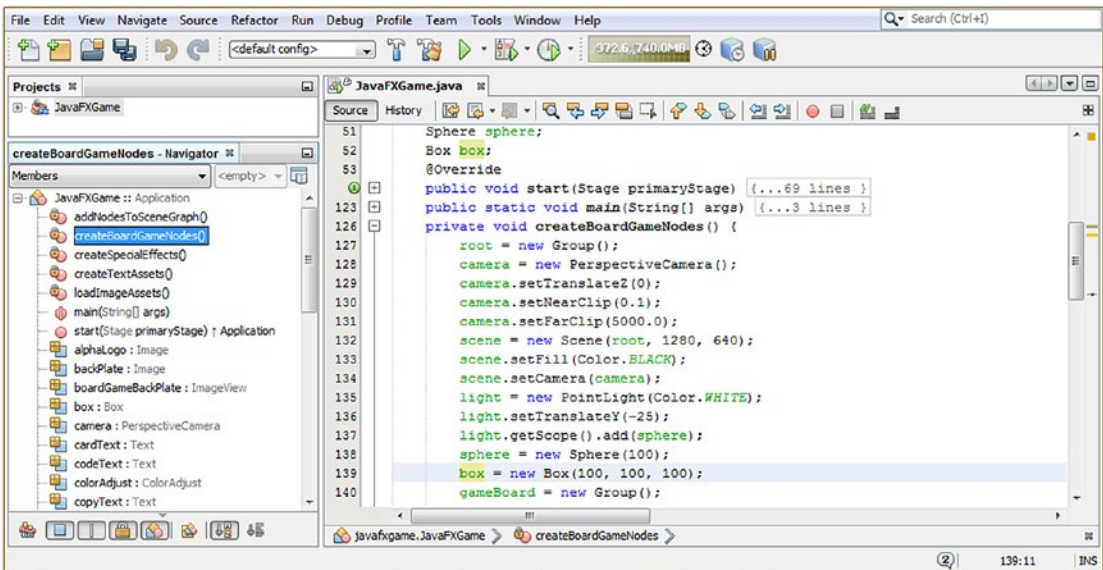 File Edit View Navigate Source Refactor Run Debug Profile Team Tools Window Help
Search (Ctrl+I)
<default config>
372.6/740.0MB
Projects
JavaFXGame
createBoardGameNodes - Navigator
Members
<empty>
JavaFXGame :: Application
addNodesToSceneGraph()
createBoardGameNodes()
createSpecialEffects()
createTextAssets()
loadImageAssets()
main(String[] args)
start(Stage primaryStage) ↑ Application
alphaLogo : Image
backPlate : Image
boardGameBackPlate : ImageView
box : Box
camera : PerspectiveCamera
cardText : Text
codeText : Text
colorAdjust : ColorAdjust
copyText : Text
JavaFXGame.java
Source History
51 Sphere sphere;
52 Box box;
53 @Override
public void start(Stage primaryStage) {...69 lines }
123 public static void main(String[] args) {...3 lines }
126 private void createBoardGameNodes() {
127 root = new Group();
128 camera = new PerspectiveCamera();
129 camera.setTranslateZ(0);
130 camera.setNearClip(0.1);
131 camera.setFarClip(5000.0);
132 scene = new Scene(root, 1280, 640);
133 scene.setFill(Color.BLACK);
134 scene.setCamera(camera);
135 light = new PointLight(Color.WHITE);
136 light.setTranslateY(-25);
137 light.getScope().add(sphere);
138 sphere = new Sphere(100);
139 box = new Box(100, 100, 100);
140 gameBoard = new Group();
javafxgame.JavaFXGame
createBoardGameNodes
2
139:11
INS